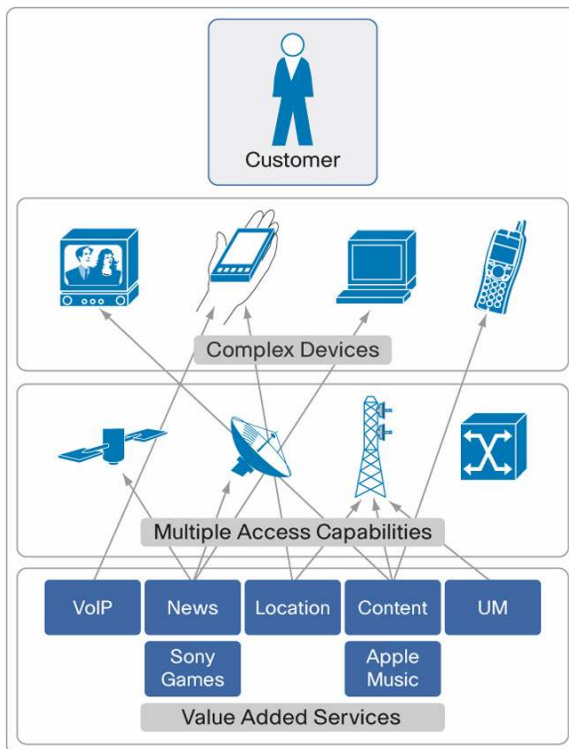 Customer
Complex Devices
Multiple Access Capabilities
VoIP
News
Location
Content
UM
Sony
Games
Apple
Music
Value Added Services